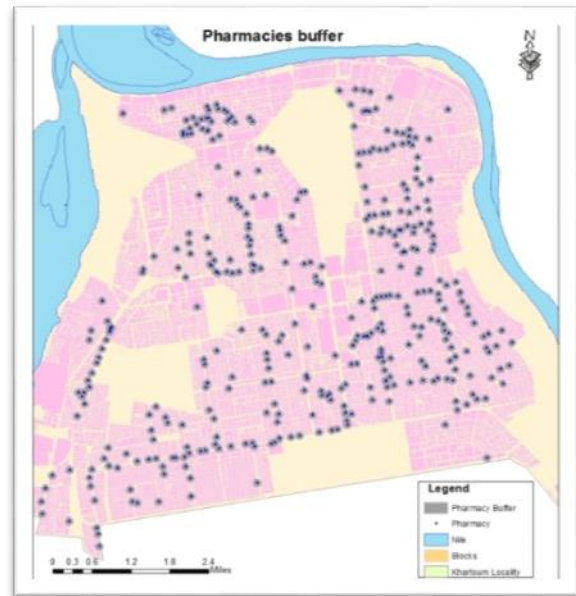 Pharmacies buffer
N
Legend
Pharmacy Buffer
Pharmacy
Nile
Blocks
Khartoum Locality
0 0.3 0.6 1.2 1.8 2.4
Miles